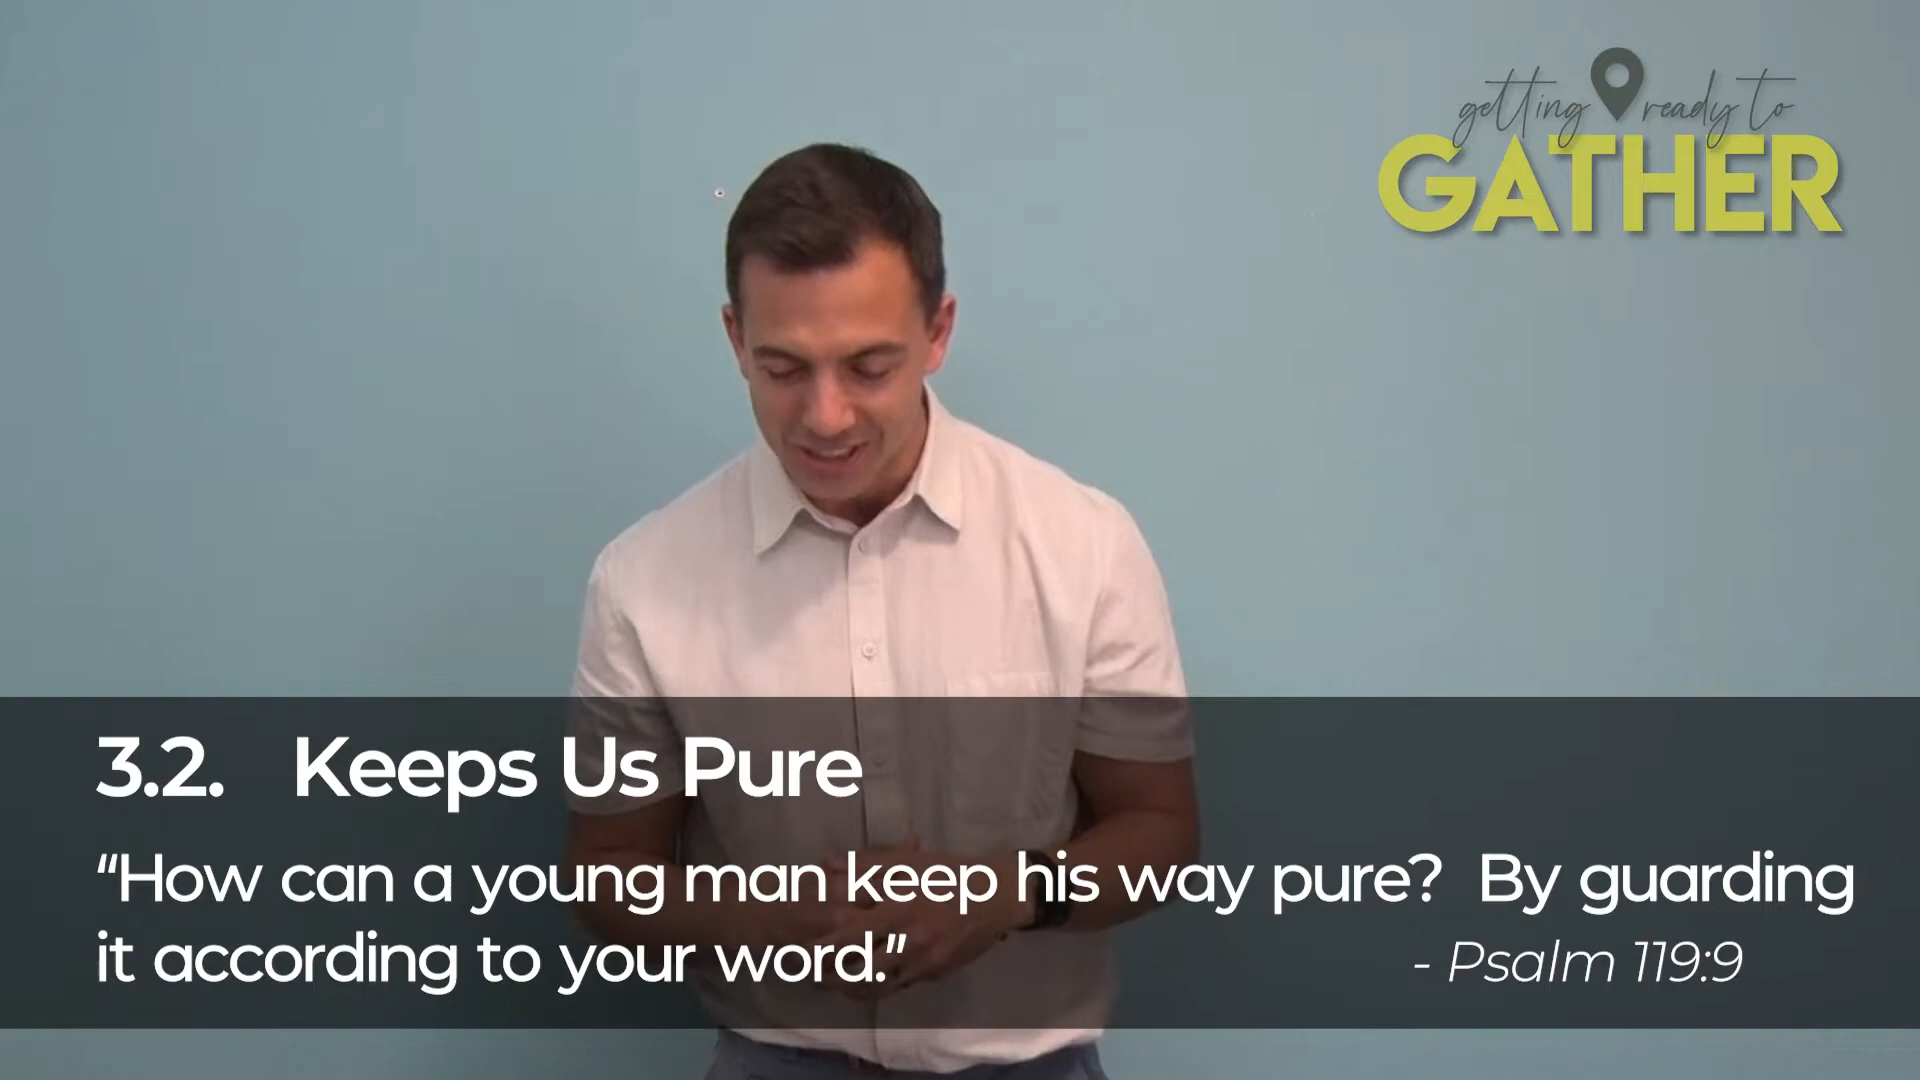 getting ready to
GATHER
3.2. Keeps Us Pure
"How can a young man keep his way pure? By guarding
it according to your word."
- Psalm 119:9